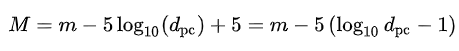 M = m − 5 log₁₀(d_pc) + 5 = m − 5 (log₁₀ d_pc − 1)